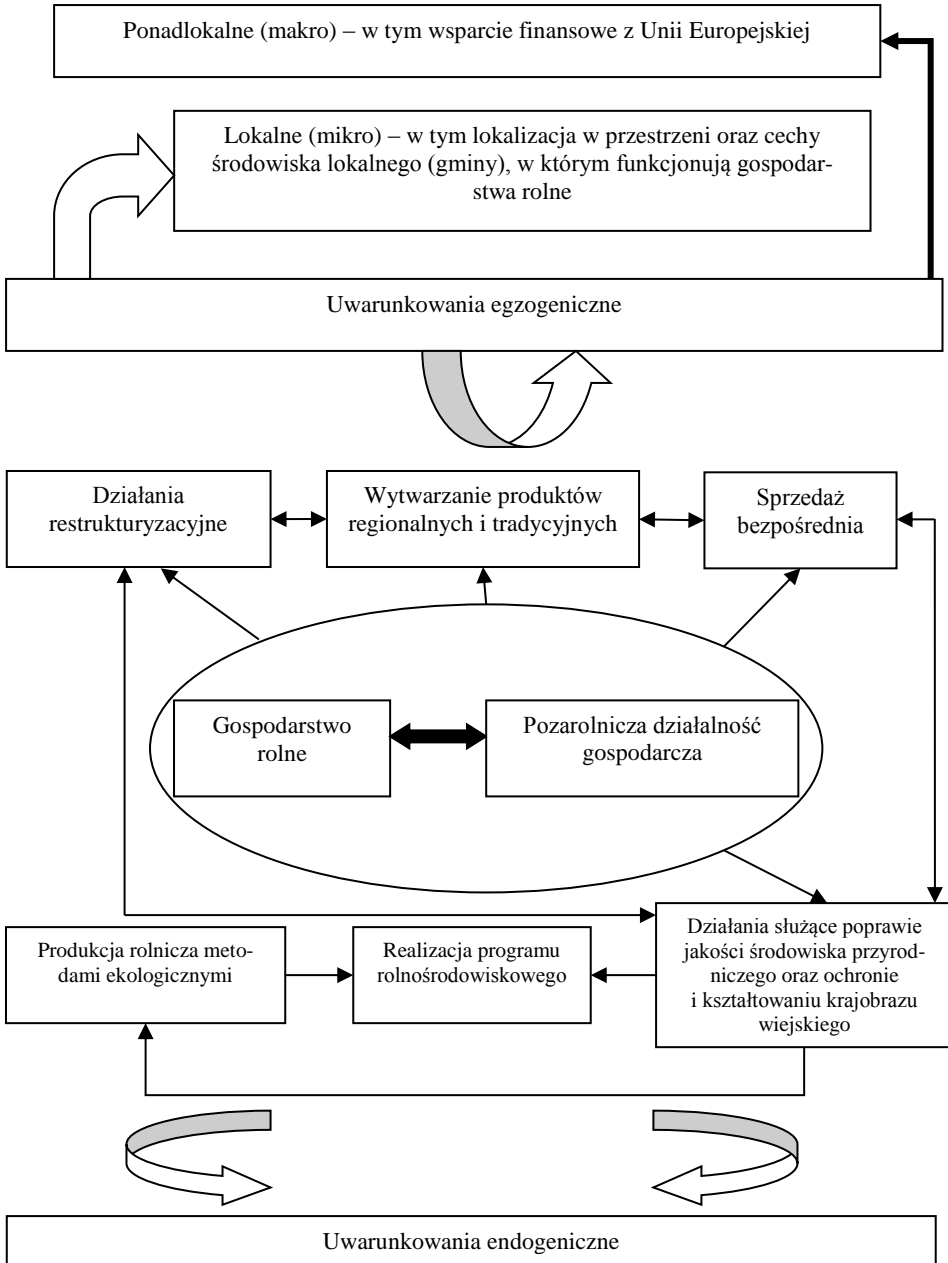 Ponadlokalne (makro) – w tym wsparcie finansowe z Unii Europejskiej
Lokalne (mikro) – w tym lokalizacja w przestrzeni oraz cechy
środowiska lokalnego (gminy), w którym funkcjonują gospodar-
stwa rolne
Uwarunkowania egzogeniczne
Działania
restrukturyzacyjne
Wytwarzanie produktów
regionalnych i tradycyjnych
Sprzedaż
bezpośrednia
Gospodarstwo
rolne
Pozarolnicza działalność
gospodarcza
Produkcja rolnicza meto-
dami ekologicznymi
Realizacja programu
rolnośrodowiskowego
Działania służące poprawie
jakości środowiska przyrod-
niczego oraz ochronie
i kształtowaniu krajobrazu
wiejskiego
Uwarunkowania endogeniczne